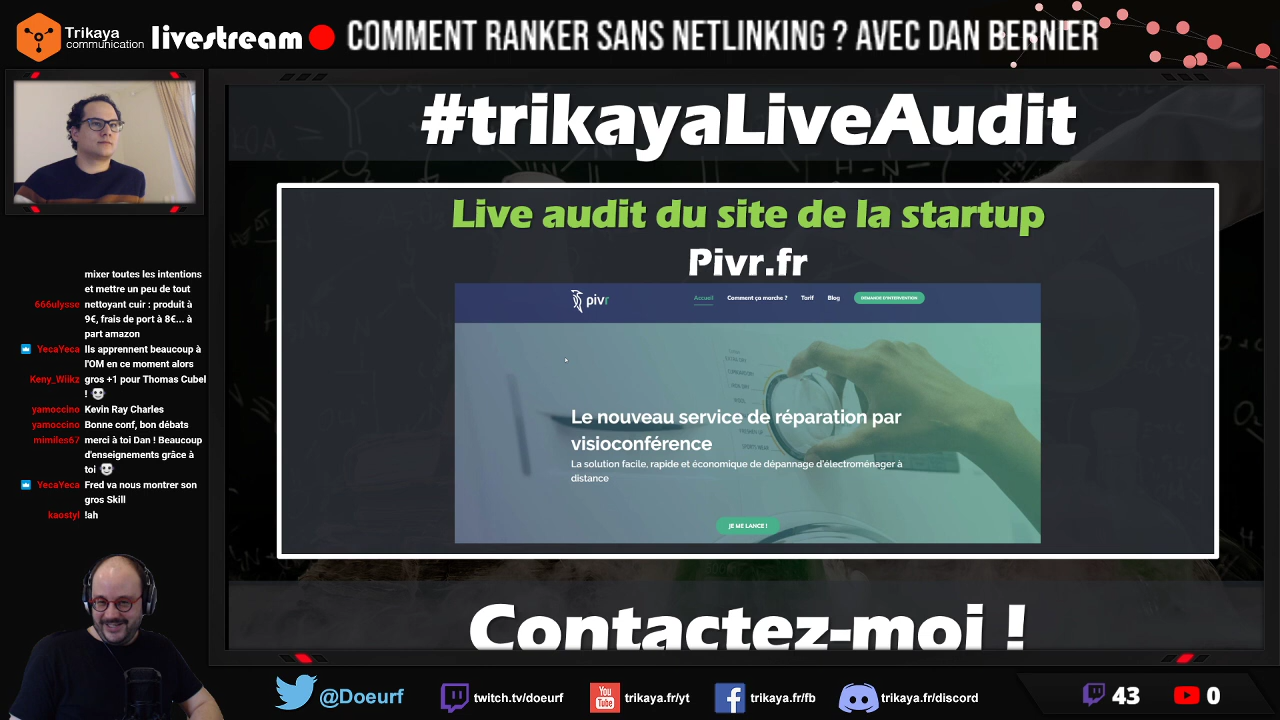 Trikaya
communication
livestream
COMMENT RANKER SANS NETLINKING ? AVEC DAN BERNIER
#trikayaLiveAudit
Live audit du site de la startup
Pivr.fr
pivr
Accueil
Comment ça marche ?
Tarif
Blog
DEMANDE D'INTERVENTION
Le nouveau service de réparation par
visioconférence
La solution facile, rapide et économique de dépannage d'électroménager à
distance
JE ME LANCE !
Contactez-moi !
mixer toutes les intentions
et mettre un peu de tout
666ulysse nettoyant cuir : produit à
9€, frais de port à 8€... à
part amazon
YecaYeca Ils apprennent beaucoup à
l'OM en ce moment alors
Keny_Wiikz gros +1 pour Thomas Cubel
!
yamoccino Kevin Ray Charles
yamoccino Bonne conf, bon débats
mimiles67 merci à toi Dan ! Beaucoup
d'enseignements grâce à
toi
YecaYeca Fred va nous montrer son
gros Skill
kaostyl !ah
@Doeurf
twitch.tv/doeurf
You
Tube
trikaya.fr/yt
trikaya.fr/fb
trikaya.fr/discord
43
0